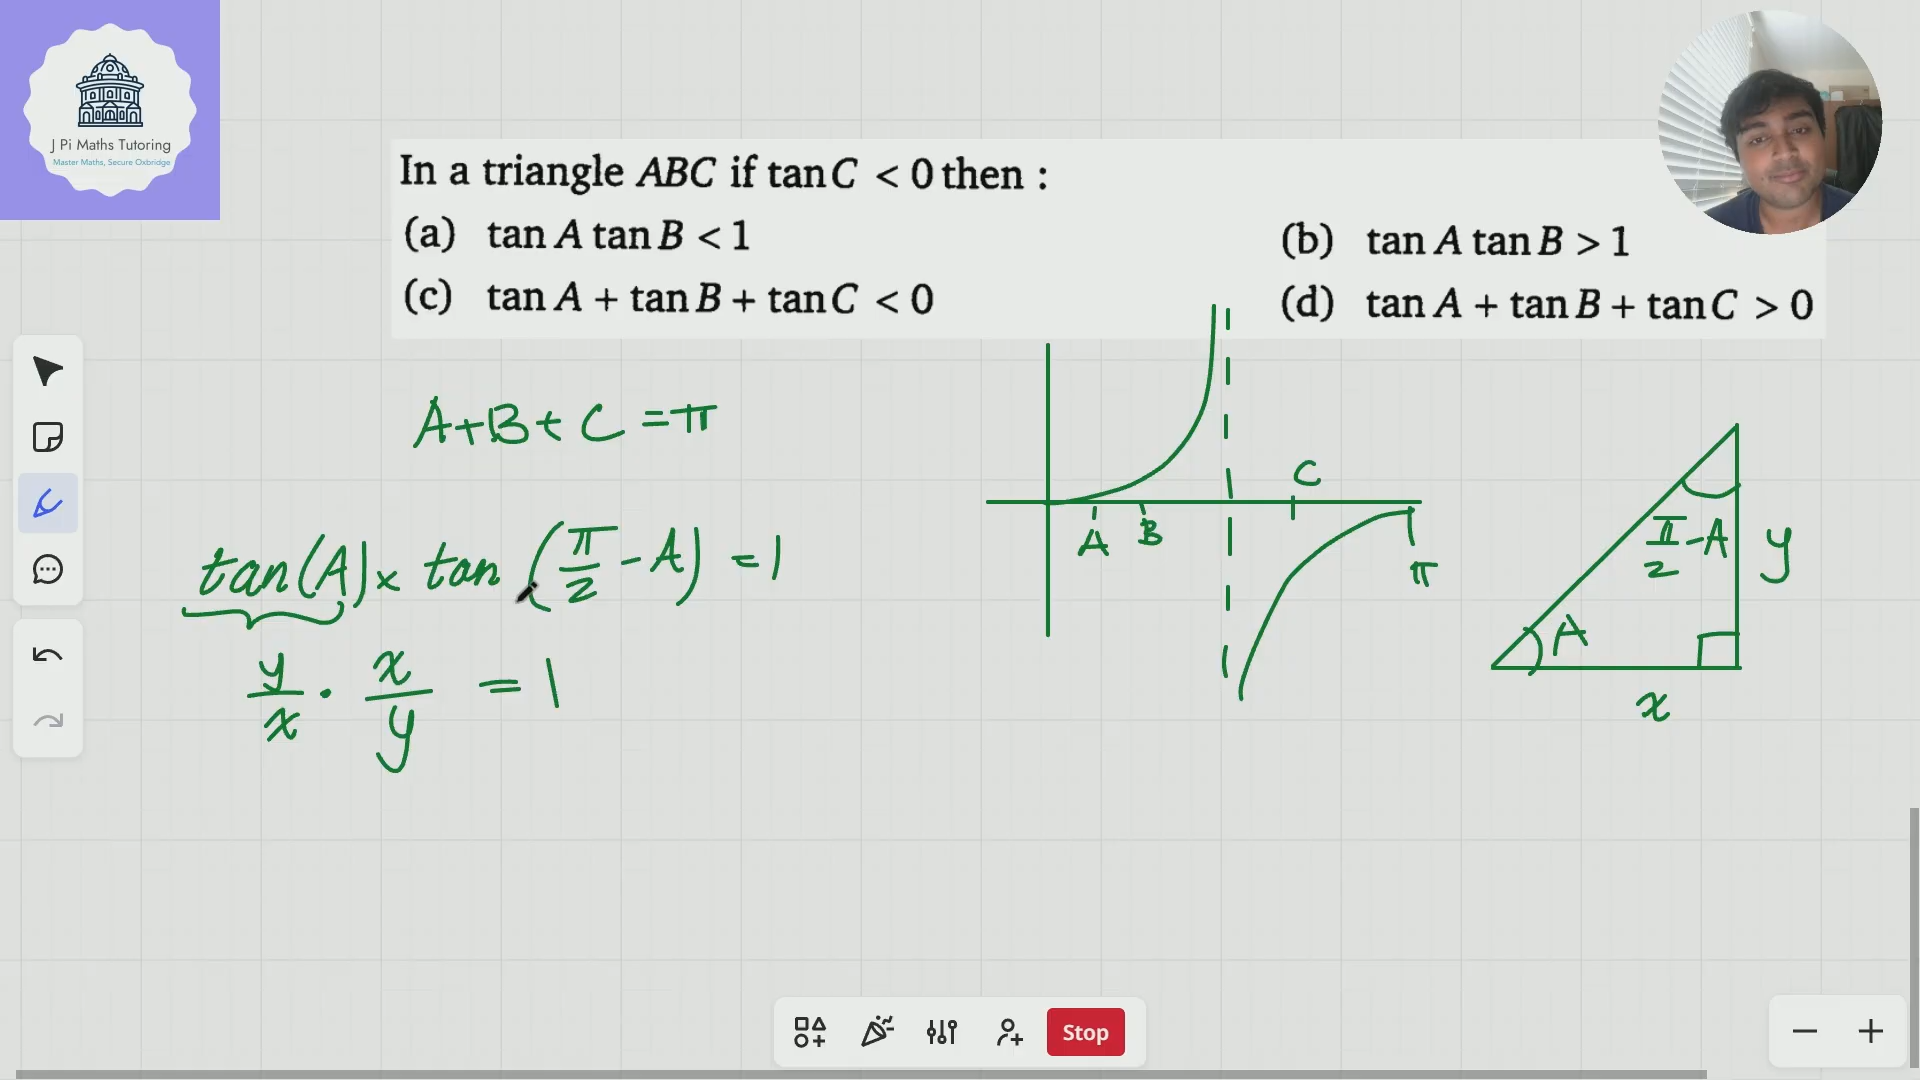 J Pi Maths Tutoring
Master Maths, Secure Oxbridge
In a triangle ABC if tan C < 0 then :
(a) tan A tan B < 1
(b) tan A tan B > 1
(c) tan A + tan B + tan C < 0
(d) tan A + tan B + tan C > 0
A+B+C=π
tan(A)×tan(π/2-A)=1
y/x · x/y = 1
C
A B
π
π/2-A
y
A
x
Stop